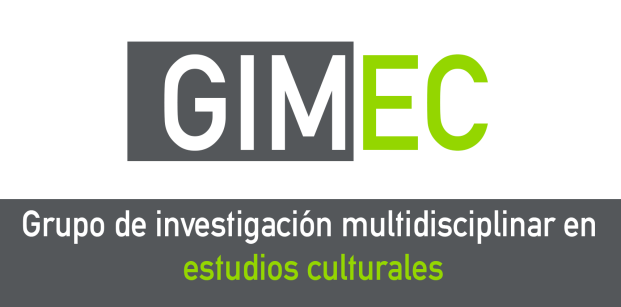 GIMEC
Grupo de investigación multidisciplinar en
estudios culturales